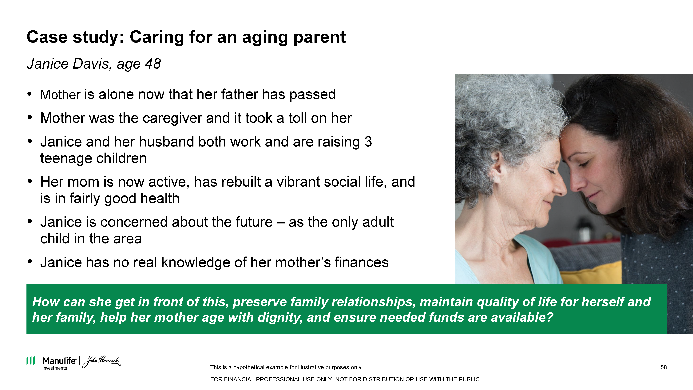 Case study: Caring for an aging parent
Janice Davis, age 48
• Mother is alone now that her father has passed
• Mother was the caregiver and it took a toll on her
• Janice and her husband both work and are raising 3
teenage children
• Her mom is now active, has rebuilt a vibrant social life, and
is in fairly good health
• Janice is concerned about the future – as the only adult
child in the area
• Janice has no real knowledge of her mother's finances
How can she get in front of this, preserve family relationships, maintain quality of life for herself and
her family, help her mother age with dignity, and ensure needed funds are available?
Manulife John Hancock
Investments
This is a hypothetical example for illustrative purposes only
FOR FINANCIAL PROFESSIONAL USE ONLY. NOT FOR DISTRIBUTION OR USE WITH THE PUBLIC.